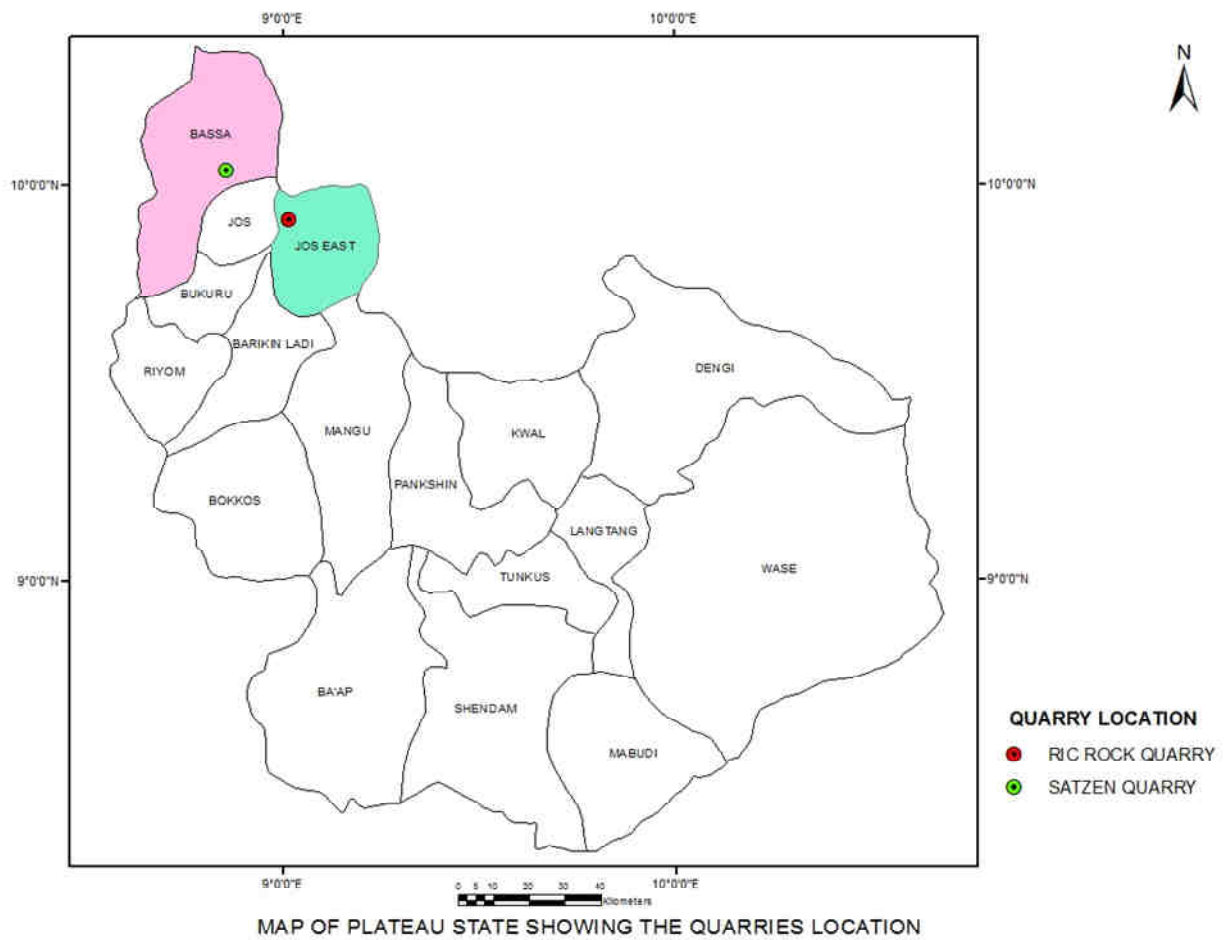 9°0'0"E
10°0'0"E
N
BASSA
10°0'0"N
10°0'0"N
JOS
JOS EAST
BUKURU
BARIKIN LADI
RIYOM
DENGI
MANGU
KWAL
PANKSHIN
BOKKOS
LANGTANG
WASE
TUNKUS
9°0'0"N
9°0'0"N
BA'AP
SHENDAM
MABUDI
QUARRY LOCATION
RIC ROCK QUARRY
SATZEN QUARRY
9°0'0"E
10°0'0"E
0 5 10 20 30 40
Kilometers
MAP OF PLATEAU STATE SHOWING THE QUARRIES LOCATION